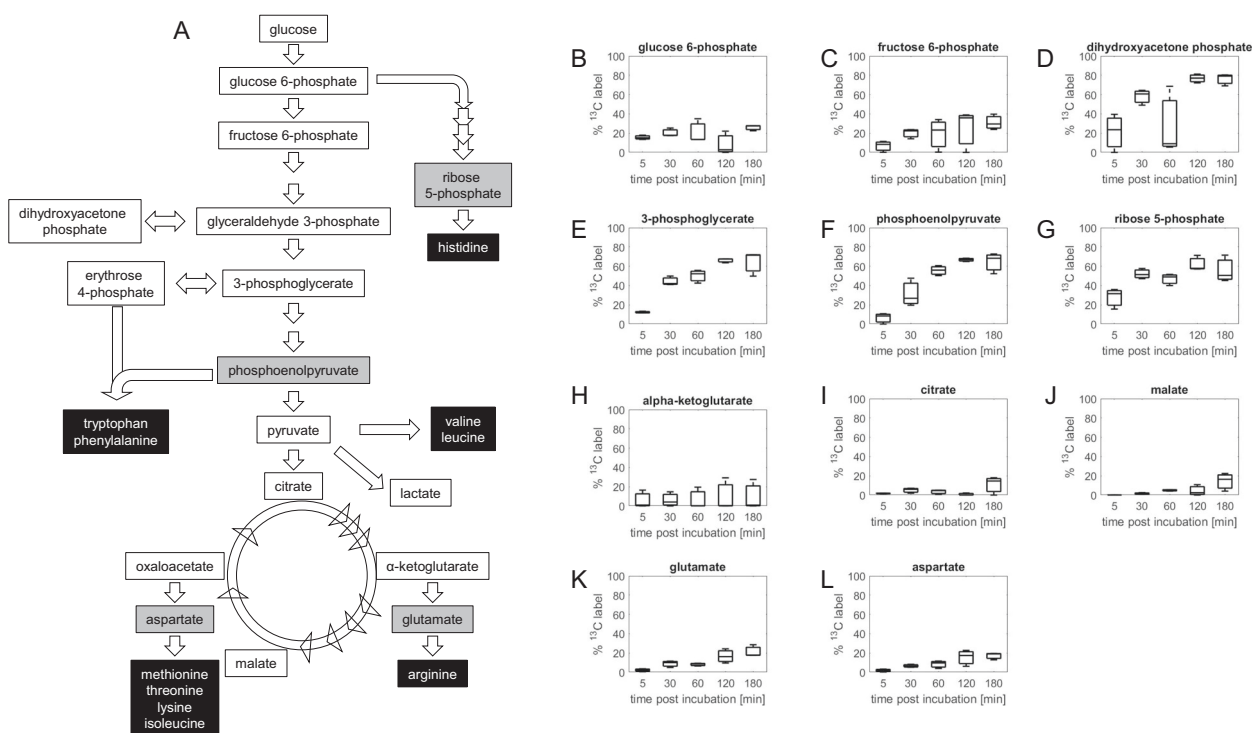 A
glucose
glucose 6-phosphate
fructose 6-phosphate
ribose
5-phosphate
histidine
dihydroxyacetone
phosphate
glyceraldehyde 3-phosphate
erythrose
4-phosphate
3-phosphoglycerate
phosphoenolpyruvate
tryptophan
phenylalanine
pyruvate
valine
leucine
citrate
lactate
oxaloacetate
α-ketoglutarate
aspartate
glutamate
malate
methionine
threonine
lysine
isoleucine
arginine
B
glucose 6-phosphate
% 13C label
100
80
60
40
20
0
5 30 60 120 180
time post incubation [min]
C
fructose 6-phosphate
% 13C label
100
80
60
40
20
0
5 30 60 120 180
time post incubation [min]
D
dihydroxyacetone phosphate
% 13C label
100
80
60
40
20
0
5 30 60 120 180
time post incubation [min]
E
3-phosphoglycerate
% 13C label
100
80
60
40
20
0
5 30 60 120 180
time post incubation [min]
F
phosphoenolpyruvate
% 13C label
100
80
60
40
20
0
5 30 60 120 180
time post incubation [min]
G
ribose 5-phosphate
% 13C label
100
80
60
40
20
0
5 30 60 120 180
time post incubation [min]
H
alpha-ketoglutarate
% 13C label
100
80
60
40
20
0
5 30 60 120 180
time post incubation [min]
I
citrate
% 13C label
100
80
60
40
20
0
5 30 60 120 180
time post incubation [min]
J
malate
% 13C label
100
80
60
40
20
0
5 30 60 120 180
time post incubation [min]
K
glutamate
% 13C label
100
80
60
40
20
0
5 30 60 120 180
time post incubation [min]
L
aspartate
% 13C label
100
80
60
40
20
0
5 30 60 120 180
time post incubation [min]